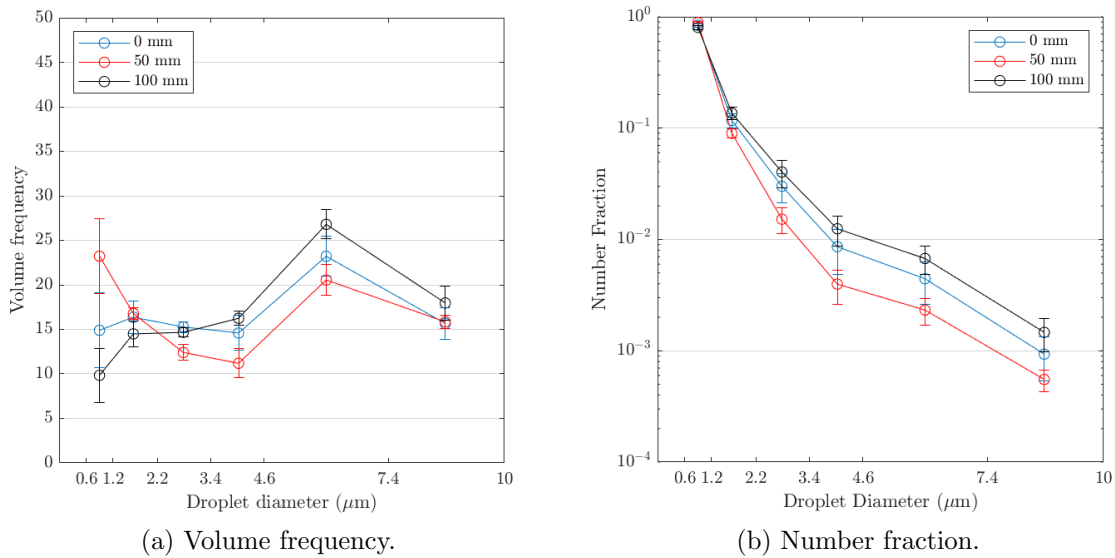 50
45
40
35
30
25
20
15
10
5
0
Volume frequency
0 mm
50 mm
100 mm
0.6 1.2 2.2 3.4 4.6 7.4 10
Droplet diameter (μm)
(a) Volume frequency.
10⁰
10⁻¹
10⁻²
10⁻³
10⁻⁴
Number Fraction
0 mm
50 mm
100 mm
0.6 1.2 2.2 3.4 4.6 7.4 10
Droplet Diameter (μm)
(b) Number fraction.